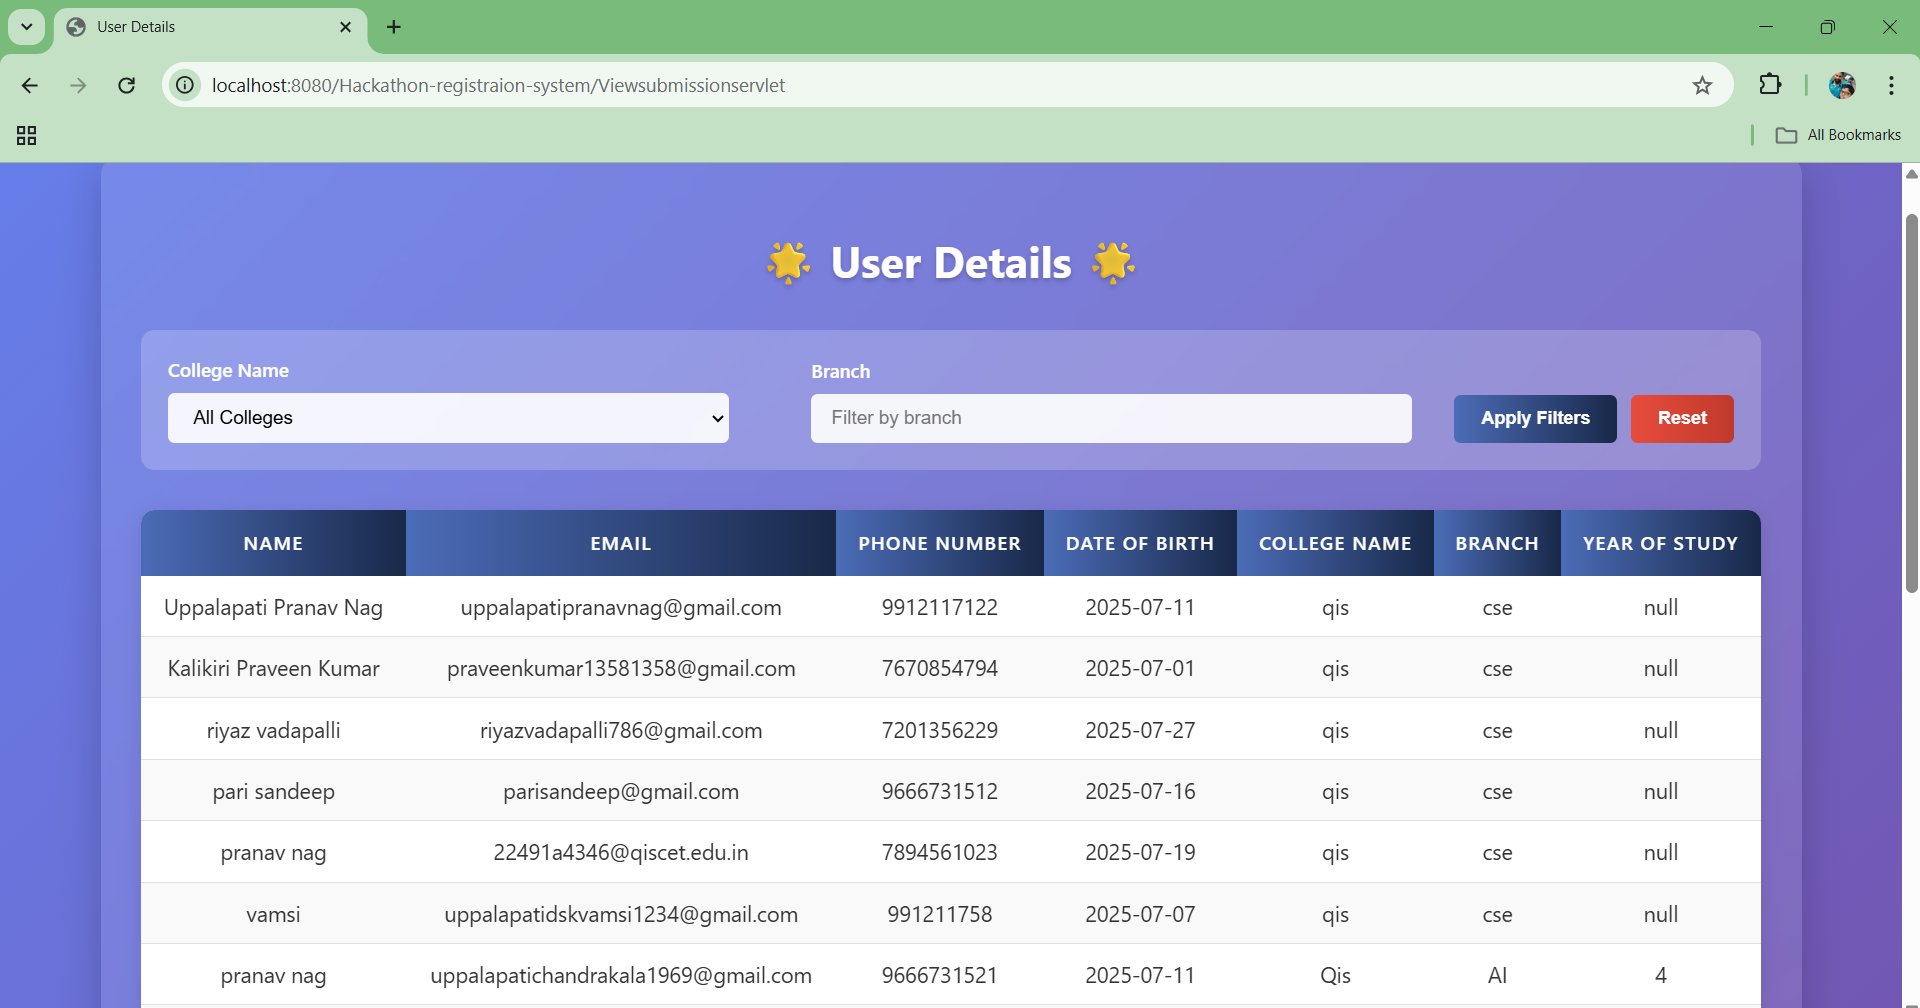 User Details
localhost:8080/Hackathon-registraion-system/Viewsubmissionservlet
All Bookmarks
User Details
College Name
Branch
All Colleges
Filter by branch
Apply Filters
Reset
NAME EMAIL PHONE NUMBER DATE OF BIRTH COLLEGE NAME BRANCH YEAR OF STUDY
Uppalapati Pranav Nag uppalapatipranavnag@gmail.com 9912117122 2025-07-11 qis cse null
Kalikiri Praveen Kumar praveenkumar13581358@gmail.com 7670854794 2025-07-01 qis cse null
riyaz vadapalli riyazvadapalli786@gmail.com 7201356229 2025-07-27 qis cse null
pari sandeep parisandeep@gmail.com 9666731512 2025-07-16 qis cse null
pranav nag 22491a4346@qiscet.edu.in 7894561023 2025-07-19 qis cse null
vamsi uppalapatidskvamsi1234@gmail.com 991211758 2025-07-07 qis cse null
pranav nag uppalapatichandrakala1969@gmail.com 9666731521 2025-07-11 Qis AI 4